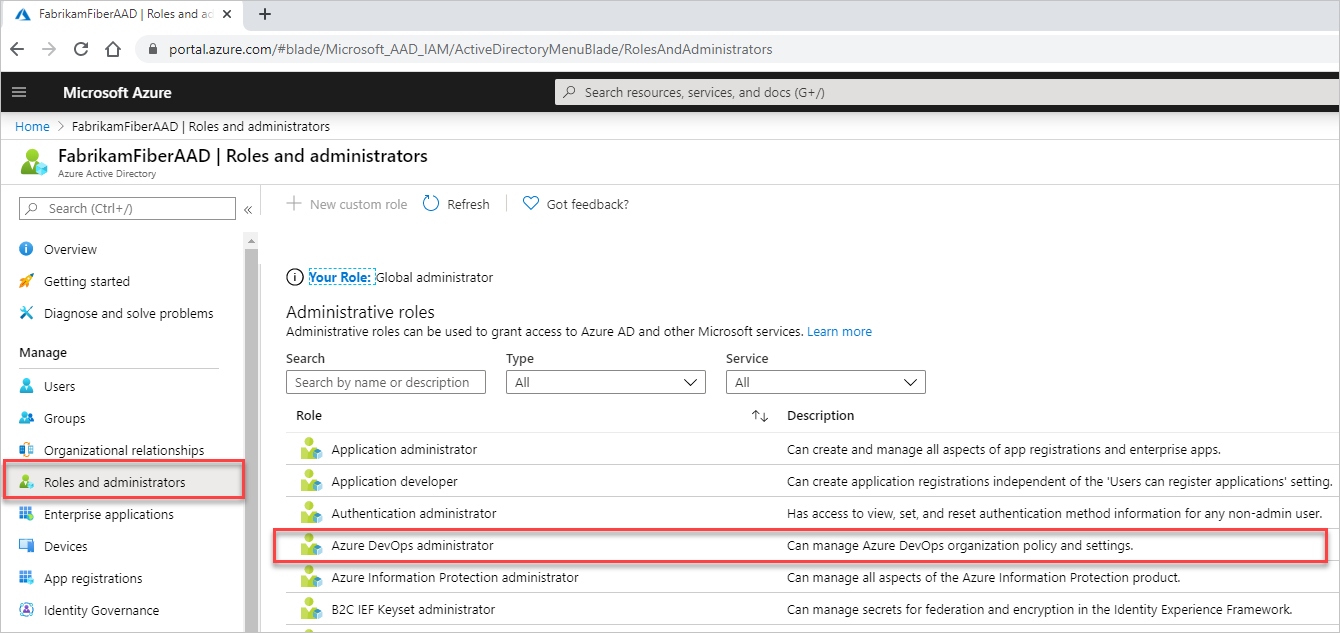 FabrikamFiberAAD | Roles and ad
portal.azure.com/#blade/Microsoft_AAD_IAM/ActiveDirectoryMenuBlade/RolesAndAdministrators
Microsoft Azure
Search resources, services, and docs (G+/)
Home > FabrikamFiberAAD | Roles and administrators
FabrikamFiberAAD | Roles and administrators
Azure Active Directory
Search (Ctrl+/)
«
Overview
Getting started
Diagnose and solve problems
Manage
Users
Groups
Organizational relationships
Roles and administrators
Enterprise applications
Devices
App registrations
Identity Governance
New custom role Refresh Got feedback?
Your Role: Global administrator
Administrative roles
Administrative roles can be used to grant access to Azure AD and other Microsoft services. Learn more
Search Type Service
Search by name or description All All
Role Description
Application administrator Can create and manage all aspects of app registrations and enterprise apps.
Application developer Can create application registrations independent of the 'Users can register applications' setting.
Authentication administrator Has access to view, set, and reset authentication method information for any non-admin user.
Azure DevOps administrator Can manage Azure DevOps organization policy and settings.
Azure Information Protection administrator Can manage all aspects of the Azure Information Protection product.
B2C IEF Keyset administrator Can manage secrets for federation and encryption in the Identity Experience Framework.